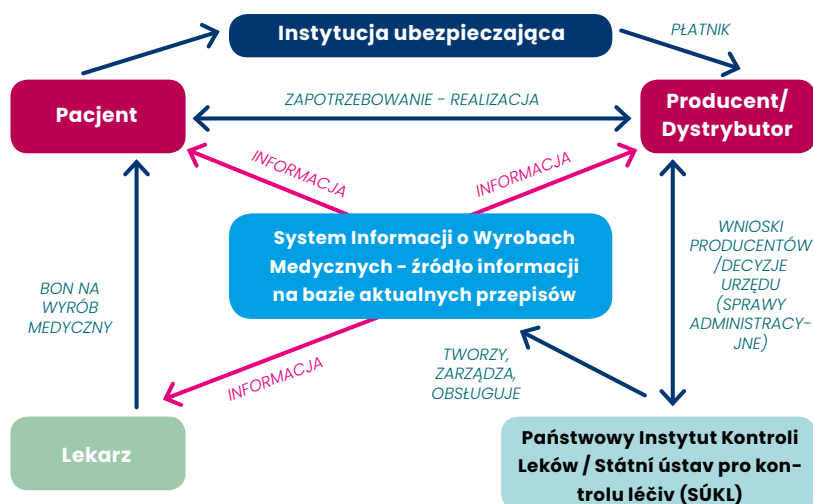 Instytucja ubezpieczająca
PŁATNIK
Pacjent
ZAPOTRZEBOWANIE - REALIZACJA
Producent/
Dystrybutor
INFORMACJA
INFORMACJA
System Informacji o Wyrobach
Medycznych - źródło informacji
na bazie aktualnych przepisów
WNIOSKI
PRODUCENTÓW
/DECYZJE
URZĘDU
(SPRAWY
ADMINISTRACY-
JNE)
BON NA
WYRÓB
MEDYCZNY
INFORMACJA
TWORZY,
ZARZĄDZA,
OBSŁUGUJE
Lekarz
Państwowy Instytut Kontroli
Leków / Státní ústav pro kon-
trolu léčiv (SÚKL)